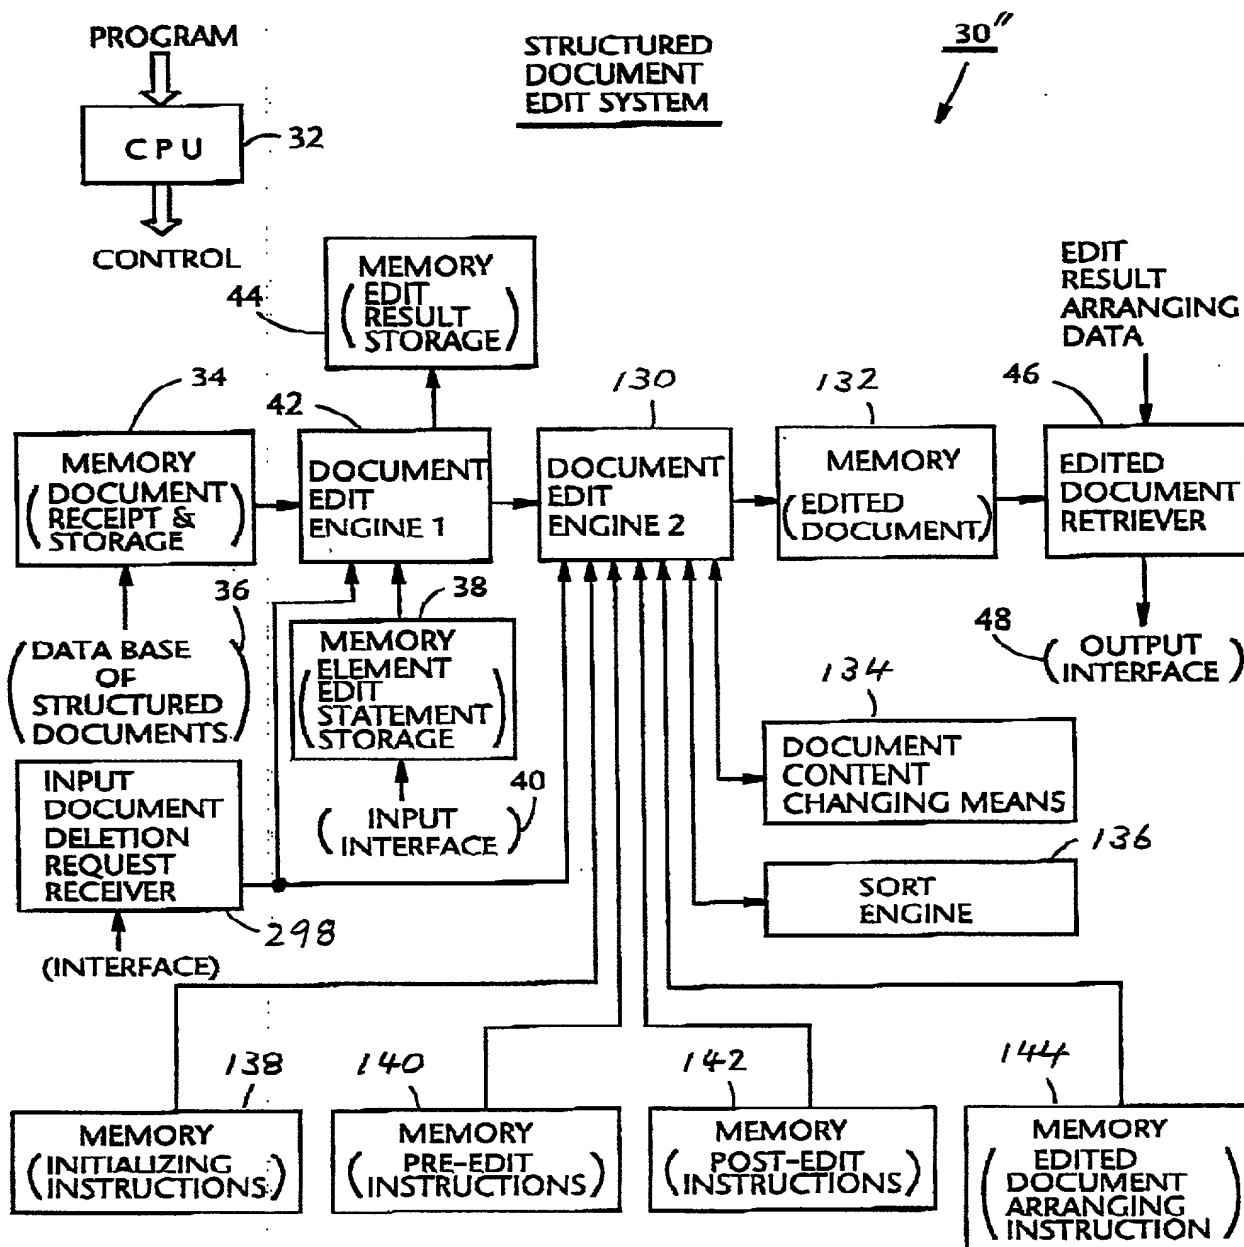 PROGRAM
CPU
32
CONTROL
STRUCTURED
DOCUMENT
EDIT SYSTEM
30"
MEMORY
(EDIT
RESULT
STORAGE)
44
EDIT
RESULT
ARRANGING
DATA
34
MEMORY
(DOCUMENT
RECEIPT &
STORAGE)
42
DOCUMENT
EDIT
ENGINE 1
130
DOCUMENT
EDIT
ENGINE 2
132
MEMORY
(EDITED
DOCUMENT)
46
EDITED
DOCUMENT
RETRIEVER
36
(DATA BASE
OF
STRUCTURED
DOCUMENTS)
38
MEMORY
(ELEMENT
EDIT
STATEMENT
STORAGE)
48
(OUTPUT
INTERFACE)
134
DOCUMENT
CONTENT
CHANGING MEANS
INPUT
DOCUMENT
DELETION
REQUEST
RECEIVER
298
(INTERFACE)
(INPUT
INTERFACE)
40
136
SORT
ENGINE
138
MEMORY
(INITIALIZING
INSTRUCTIONS)
140
MEMORY
(PRE-EDIT
INSTRUCTIONS)
142
MEMORY
(POST-EDIT
INSTRUCTIONS)
144
MEMORY
(EDITED
DOCUMENT
ARRANGING
INSTRUCTION)